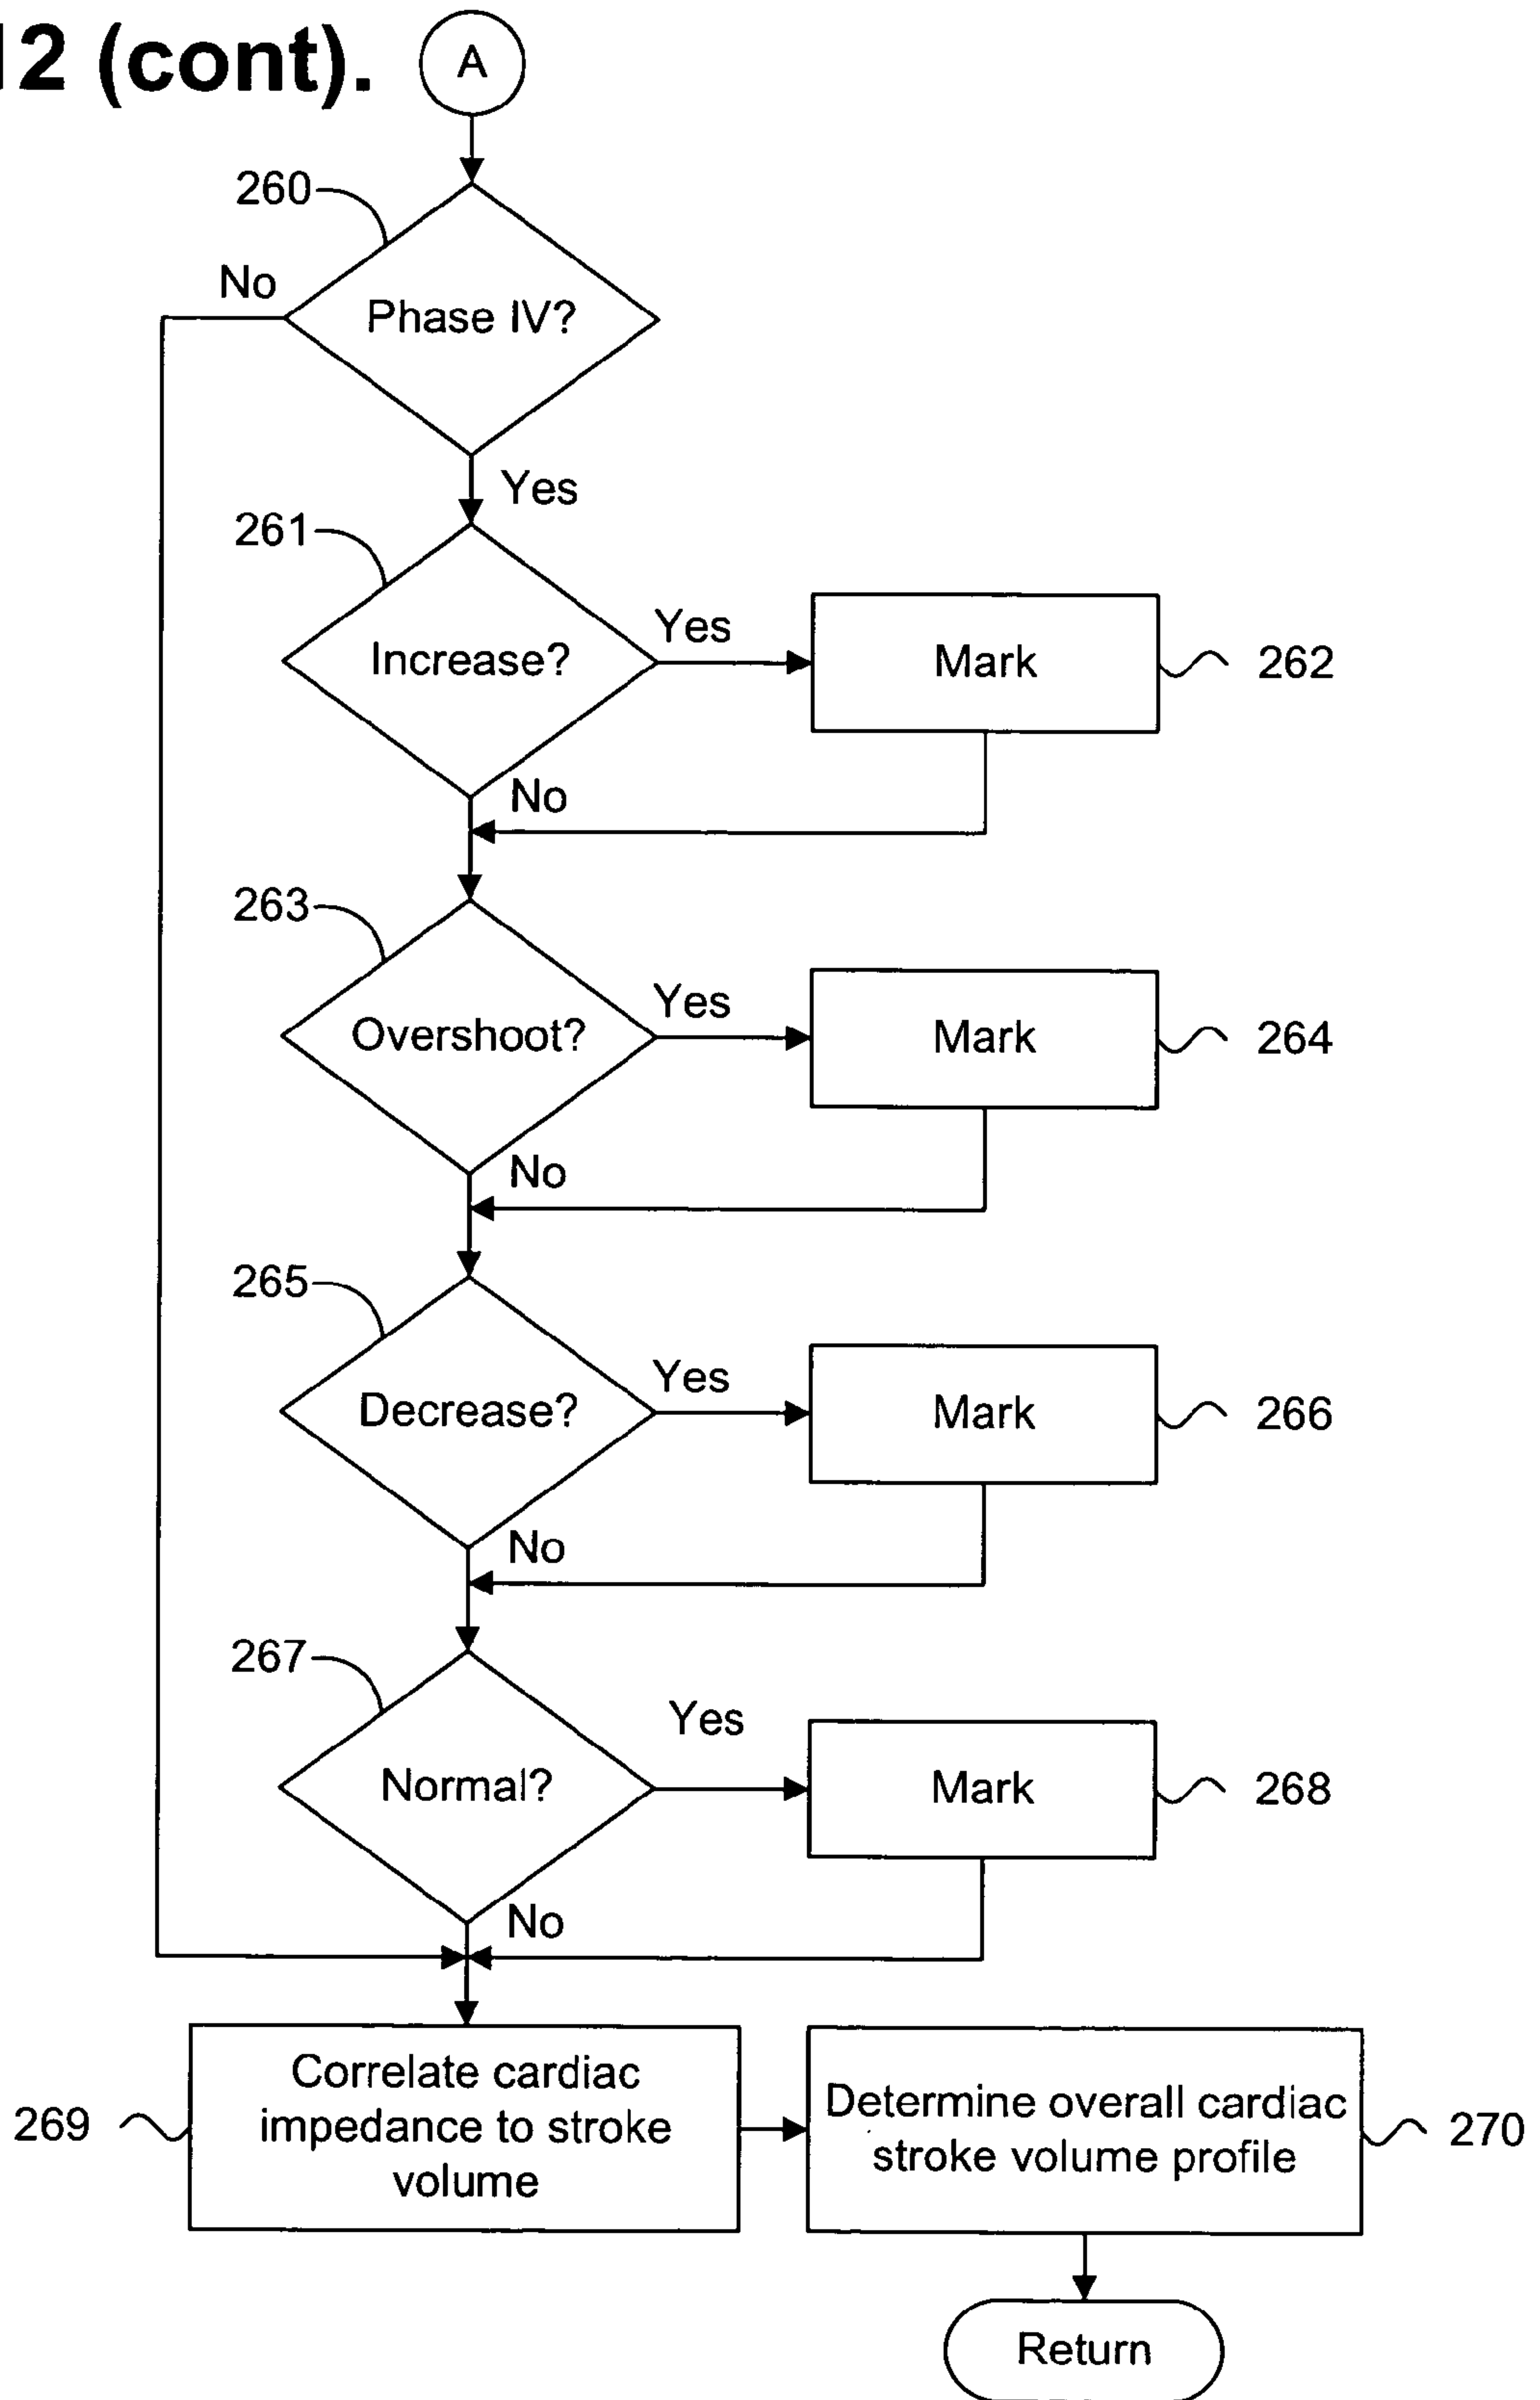 12 (cont).
A
260
No
Phase IV?
Yes
261
Increase?
Yes
Mark
262
No
263
Overshoot?
Yes
Mark
264
No
265
Decrease?
Yes
Mark
266
No
267
Normal?
Yes
Mark
268
No
269
Correlate cardiac
impedance to stroke
volume
Determine overall cardiac
stroke volume profile
270
Return